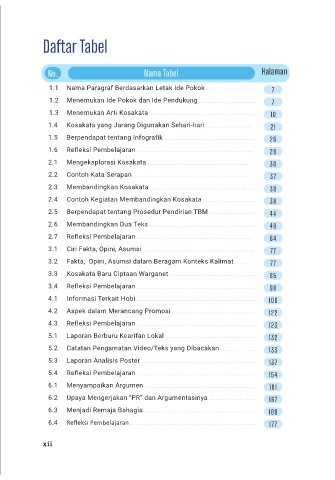 Daftar Tabel
No. Nama Tabel Halaman
1.1 Nama Paragraf Berdasarkan Letak Ide Pokok 7
1.2 Menemukan Ide Pokok dan Ide Pendukung 7
1.3 Menemukan Arti Kosakata 10
1.4 Kosakata yang Jarang Digunakan Sehari-hari 21
1.5 Berpendapat tentang Infografik 26
1.6 Refleksi Pembelajaran
2.1 Mengeksplorasi Kosakata 36
2.2 Contoh Kata Serapan 37
2.3 Membandingkan Kosakata
2.4 Contoh Kegiatan Membandingkan Kosakata
2.5 Berpendapat tentang Prosedur Pendirian TBM 44
2.6 Membandingkan Dua Teks 49
2.7 Refleksi Pembelajaran 64
3.1 Ciri Fakta, Opini, Asumsi 77
3.2 Fakta, Opini, Asumsi dalam Beragam Konteks Kalimat 77
3.3 Kosakata Baru Ciptaan Warganet
3.4 Refleksi Pembelajaran
4.1 Informasi Terkait Hobi
4.2 Aspek dalam Merancang Promosi 122
4.3 Refleksi Pembelajaran 123
5.1 Laporan Berburu Kearifan Lokal 132
5.2 Catatan Pengamatan Video/Teks yang Dibacakan 133
5.3 Laporan Analisis Poster 137
5.4 Refleksi Pembelajaran 154
6.1 Menyampaikan Argumen 161
6.2 Upaya Mengerjakan "PR" dan Argumentasinya 167
6.3 Menjadi Remaja Bahagia
6.4 Refleksi Pembelajaran 177
xii